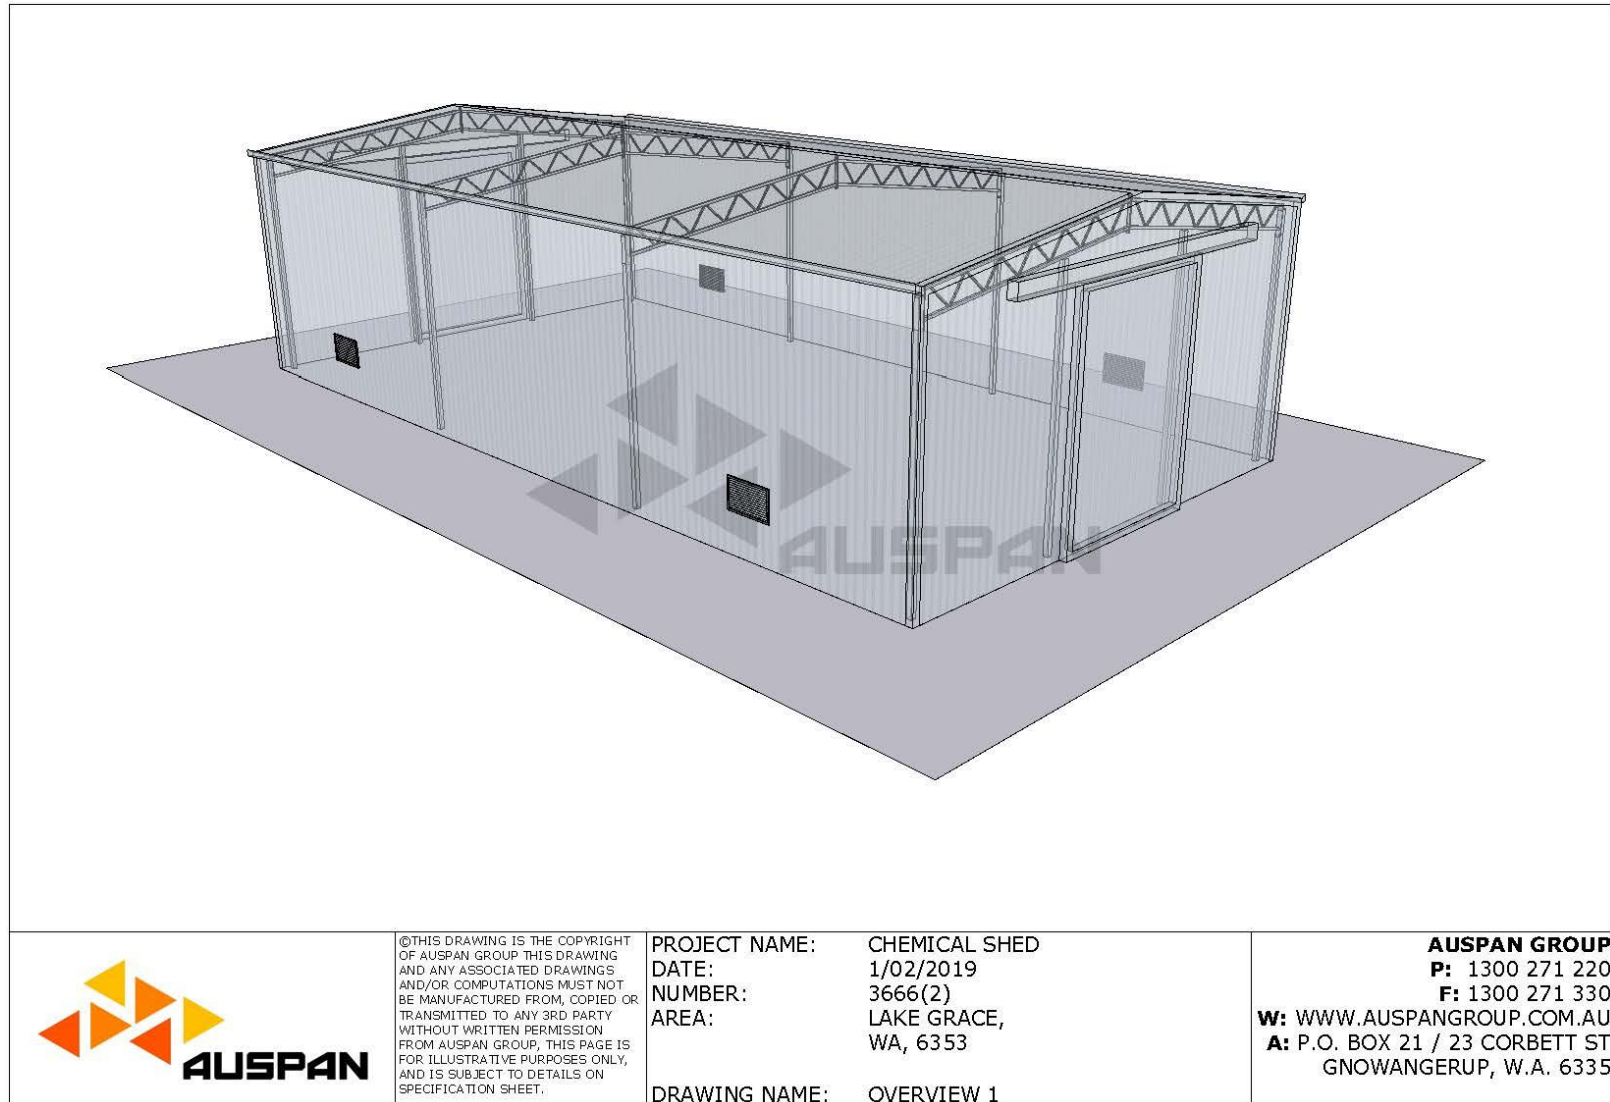 AUSPAN
AUSPAN
©THIS DRAWING IS THE COPYRIGHT
OF AUSPAN GROUP THIS DRAWING
AND ANY ASSOCIATED DRAWINGS
AND/OR COMPUTATIONS MUST NOT
BE MANUFACTURED FROM, COPIED OR
TRANSMITTED TO ANY 3RD PARTY
WITHOUT WRITTEN PERMISSION
FROM AUSPAN GROUP, THIS PAGE IS
FOR ILLUSTRATIVE PURPOSES ONLY,
AND IS SUBJECT TO DETAILS ON
SPECIFICATION SHEET.
PROJECT NAME: CHEMICAL SHED
DATE: 1/02/2019
NUMBER: 3666(2)
AREA: LAKE GRACE,
WA, 6353
DRAWING NAME: OVERVIEW 1
AUSPAN GROUP
P: 1300 271 220
F: 1300 271 330
W: WWW.AUSPANGROUP.COM.AU
A: P.O. BOX 21 / 23 CORBETT ST
GNOWANGERUP, W.A. 6335